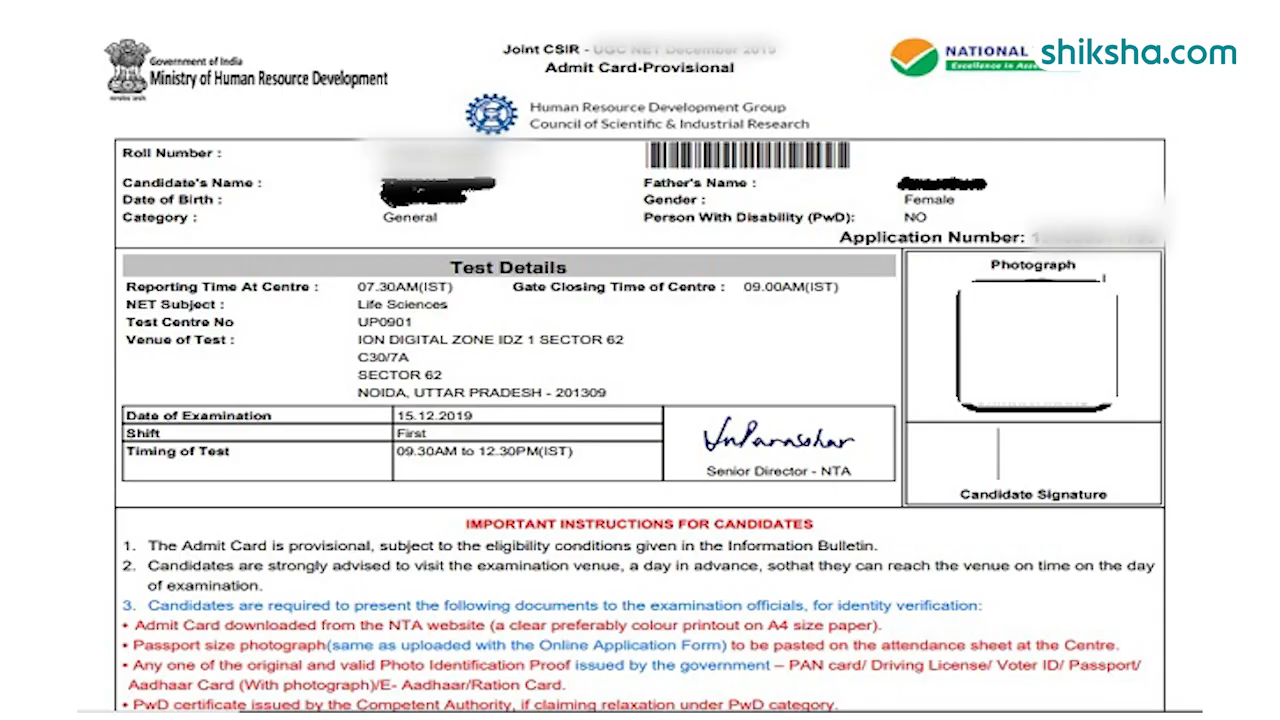 Government of India
Ministry of Human Resource Development
Joint CSIR - UGC NET December 2019
Admit Card-Provisional
NATIONAL
Excellence in
shiksha.com
Human Resource Development Group
Council of Scientific & Industrial Research
Roll Number :
Candidate's Name : Father's Name :
Date of Birth : Gender : Female
Category : General Person With Disability (PwD): NO
Application Number:
Test Details
Photograph
Reporting Time At Centre : 07.30AM(IST) Gate Closing Time of Centre : 09.00AM(IST)
NET Subject : Life Sciences
Test Centre No UP0901
Venue of Test : ION DIGITAL ZONE IDZ 1 SECTOR 62
C30/7A
SECTOR 62
NOIDA, UTTAR PRADESH - 201309
Date of Examination 15.12.2019
Shift First
Timing of Test 09.30AM to 12.30PM(IST)
Senior Director - NTA
Candidate Signature
IMPORTANT INSTRUCTIONS FOR CANDIDATES
1. The Admit Card is provisional, subject to the eligibility conditions given in the Information Bulletin.
2. Candidates are strongly advised to visit the examination venue, a day in advance, sothat they can reach the venue on time on the day
of examination.
3. Candidates are required to present the following documents to the examination officials, for identity verification:
• Admit Card downloaded from the NTA website (a clear preferably colour printout on A4 size paper).
• Passport size photograph(same as uploaded with the Online Application Form) to be pasted on the attendance sheet at the Centre.
• Any one of the original and valid Photo Identification Proof issued by the government – PAN card/ Driving License/ Voter ID/ Passport/
Aadhaar Card (With photograph)/E- Aadhaar/Ration Card.
• PwD certificate issued by the Competent Authority, if claiming relaxation under PwD category.